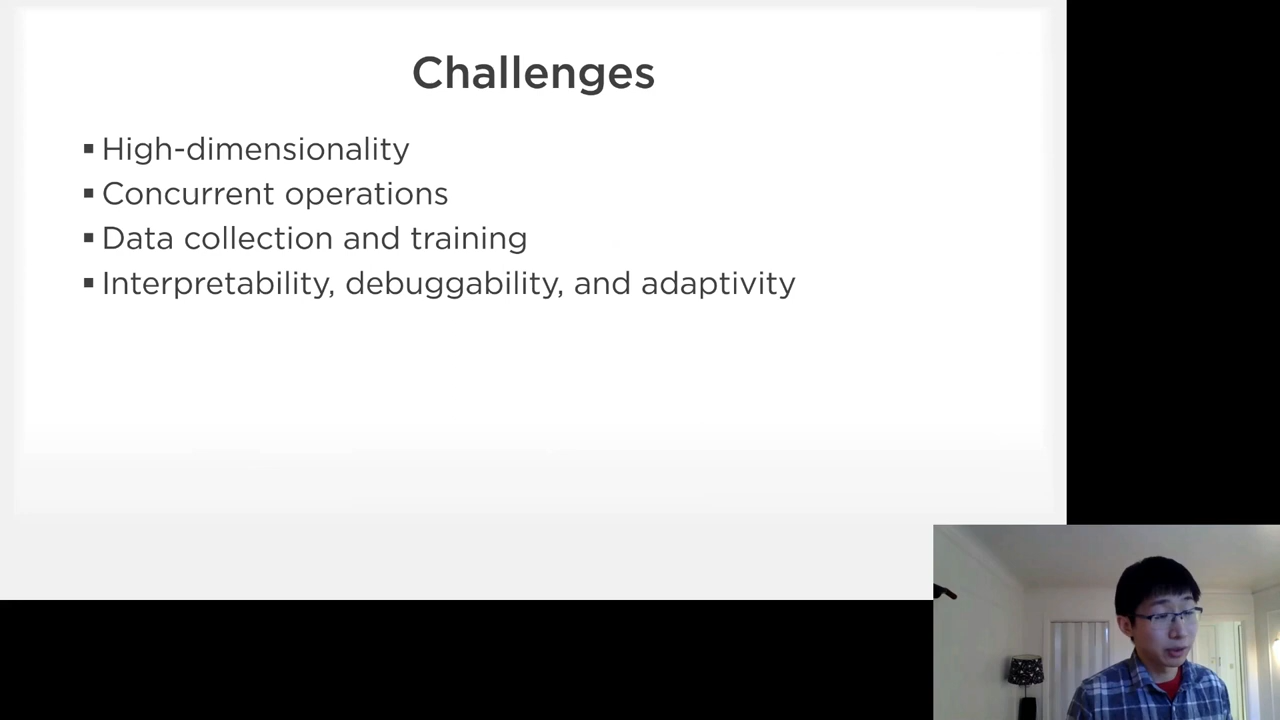 Challenges
▪ High-dimensionality
▪ Concurrent operations
▪ Data collection and training
▪ Interpretability, debuggability, and adaptivity